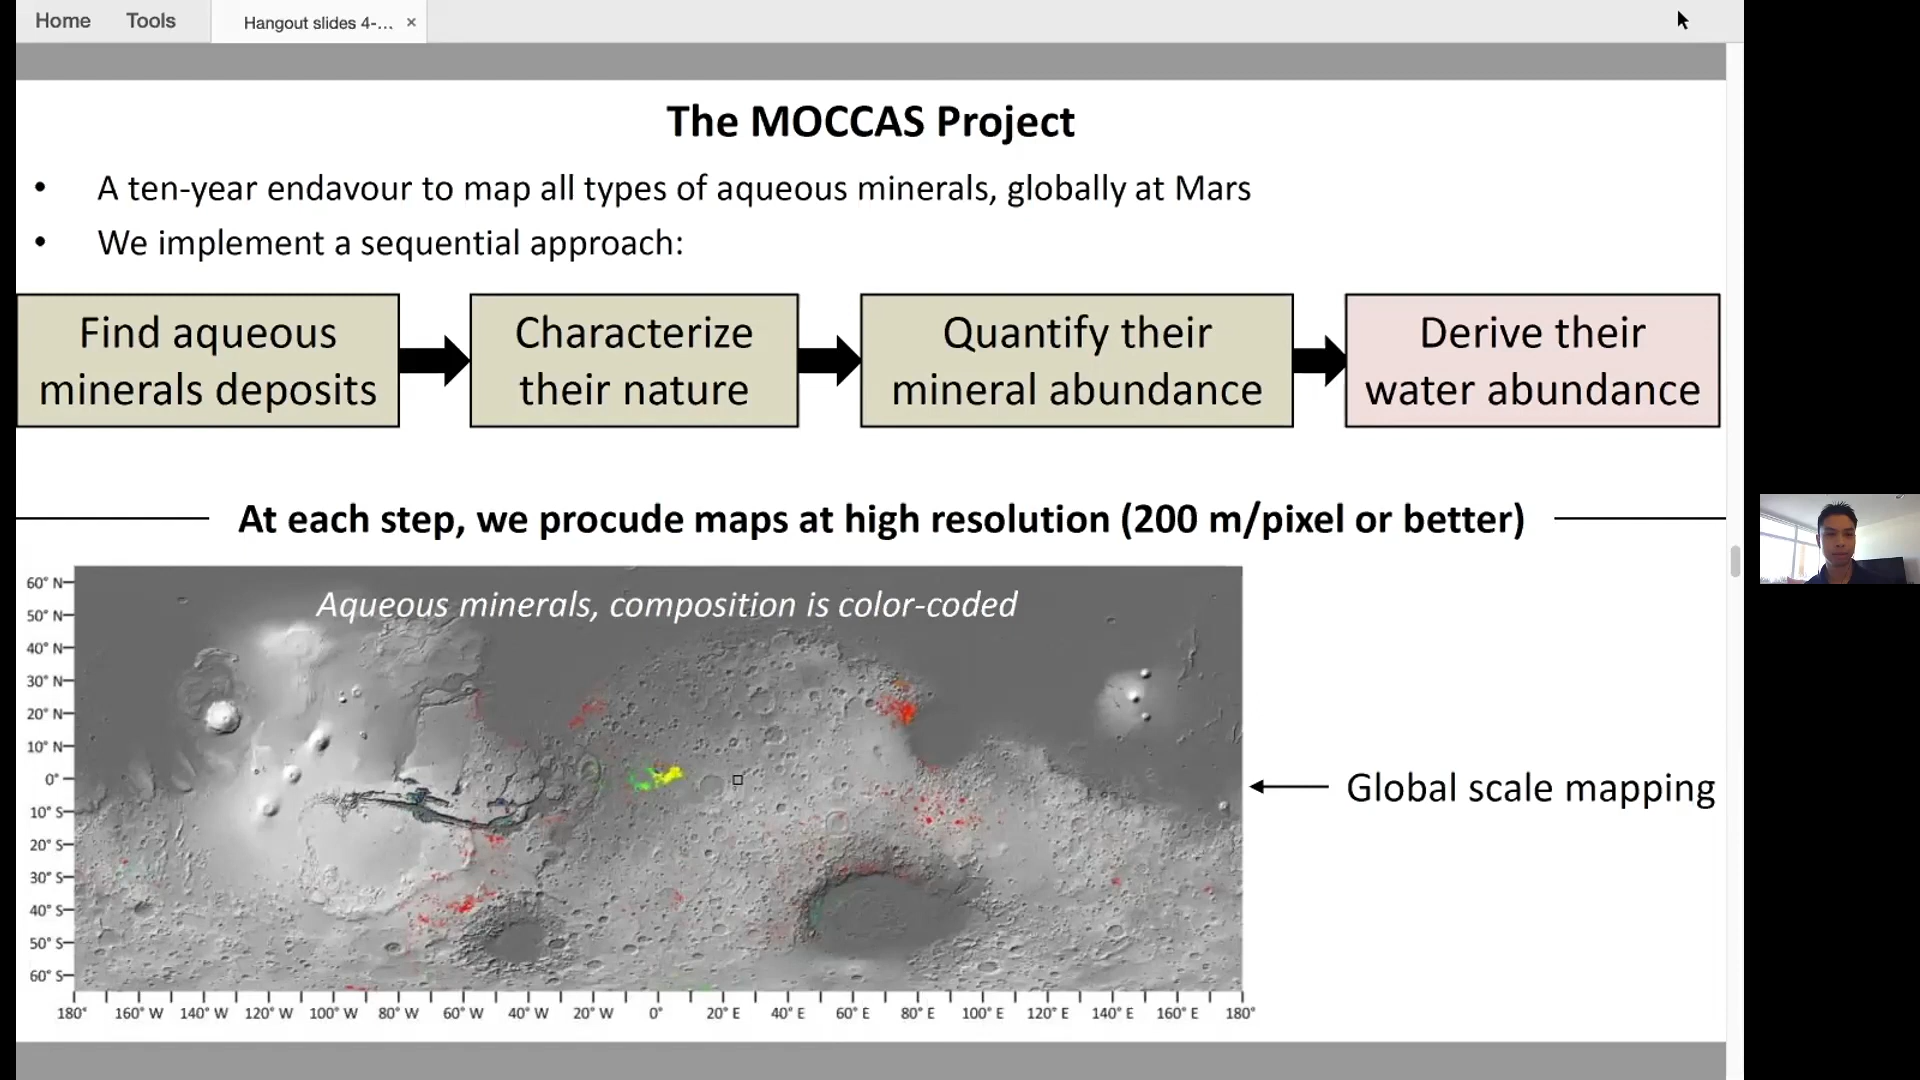 Home Tools Hangout slides 4-... ×
The MOCCAS Project
• A ten-year endavour to map all types of aqueous minerals, globally at Mars
• We implement a sequential approach:
Find aqueous
minerals deposits
Characterize
their nature
Quantify their
mineral abundance
Derive their
water abundance
At each step, we procude maps at high resolution (200 m/pixel or better)
Aqueous minerals, composition is color-coded
60° N
50° N
40° N
30° N
20° N
10° N
0°
10° S
20° S
30° S
40° S
50° S
60° S
180° 160° W 140° W 120° W 100° W 80° W 60° W 40° W 20° W 0° 20° E 40° E 60° E 80° E 100° E 120° E 140° E 160° E 180°
Global scale mapping